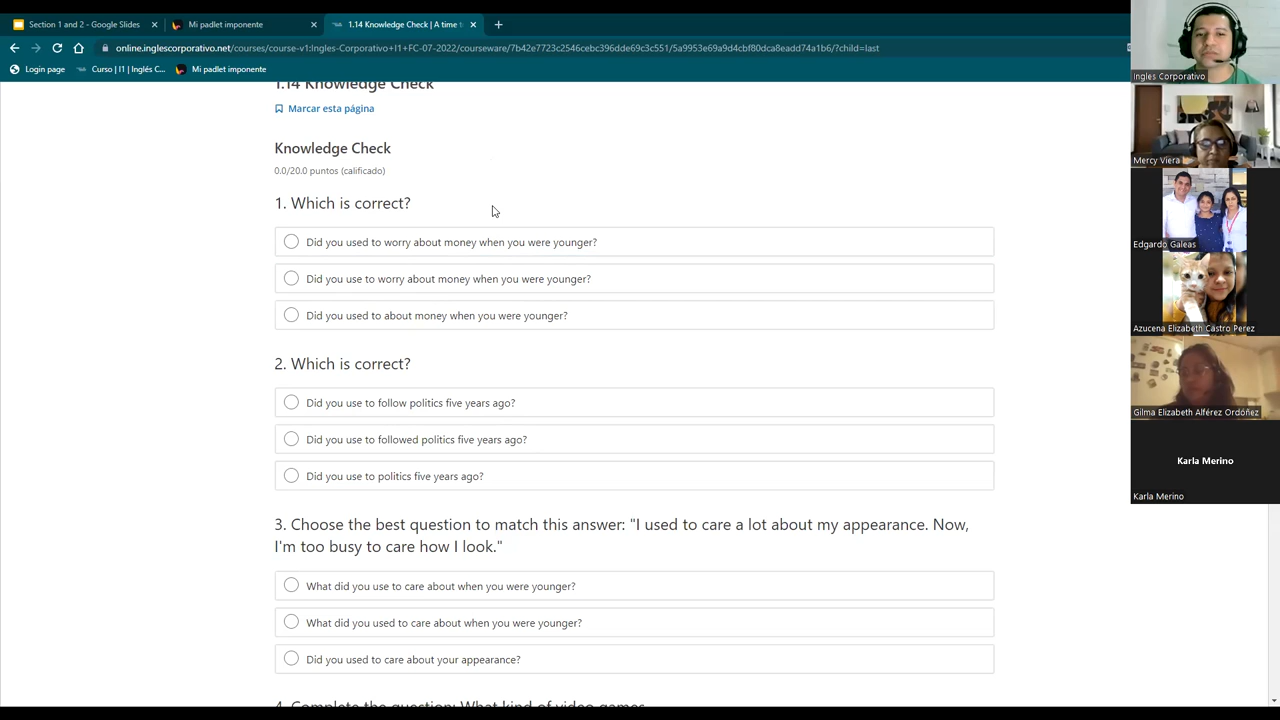 Section 1 and 2 - Google Slides
Mi padlet imponente
1.14 Knowledge Check | A time t
online.inglescorporativo.net/courses/course-v1:Ingles-Corporativo+I1+FC-07-2022/courseware/7b42e7723c2546cebc396dde69c3c551/5a9953e69a9d4cbf80dca8eadd74a1b6/?child=last
Login page
Curso | I1 | Inglés C...
Mi padlet imponente
1.14 Knowledge Check
Marcar esta página
Knowledge Check
0.0/20.0 puntos (calificado)
1. Which is correct?
Did you used to worry about money when you were younger?
Did you use to worry about money when you were younger?
Did you used to about money when you were younger?
2. Which is correct?
Did you use to follow politics five years ago?
Did you use to followed politics five years ago?
Did you use to politics five years ago?
3. Choose the best question to match this answer: "I used to care a lot about my appearance. Now,
I'm too busy to care how I look."
What did you use to care about when you were younger?
What did you used to care about when you were younger?
Did you used to care about your appearance?
4. Complete the question: What kind of video games
Ingles Corporativo
Mercy Viera
Edgardo Galeas
Azucena Elizabeth Castro Perez
Gilma Elizabeth Alférez Ordóñez
Karla Merino
Karla Merino